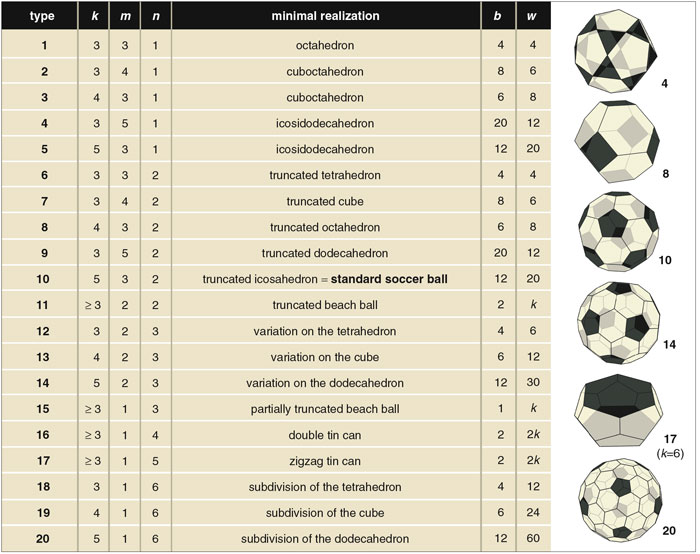 type k m n minimal realization b w
1 3 3 1 octahedron 4 4
2 3 4 1 cuboctahedron 8 6
3 4 3 1 cuboctahedron 6 8
4 3 5 1 icosidodecahedron 20 12
5 5 3 1 icosidodecahedron 12 20
6 3 3 2 truncated tetrahedron 4 4
7 3 4 2 truncated cube 8 6
8 4 3 2 truncated octahedron 6 8
9 3 5 2 truncated dodecahedron 20 12
10 5 3 2 truncated icosahedron = standard soccer ball 12 20
11 ≥ 3 2 2 truncated beach ball 2 k
12 3 2 3 variation on the tetrahedron 4 6
13 4 2 3 variation on the cube 6 12
14 5 2 3 variation on the dodecahedron 12 30
15 ≥ 3 1 3 partially truncated beach ball 1 k
16 ≥ 3 1 4 double tin can 2 2k
17 ≥ 3 1 5 zigzag tin can 2 2k
18 3 1 6 subdivision of the tetrahedron 4 12
19 4 1 6 subdivision of the cube 6 24
20 5 1 6 subdivision of the dodecahedron 12 60
4
8
10
14
17
(k=6)
20